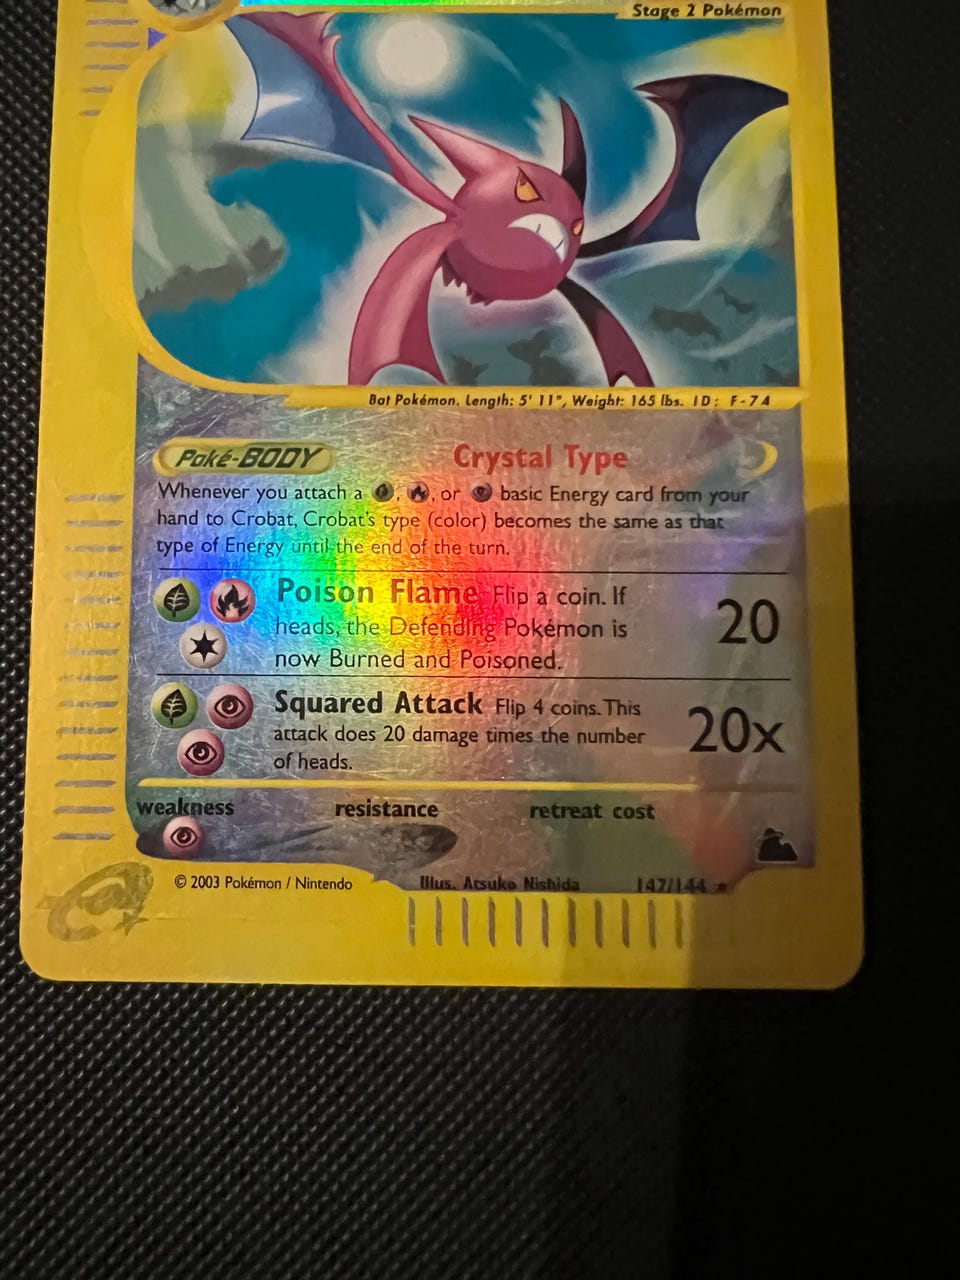 Stage 2 Pokémon
Bat Pokémon. Length: 5' 11", Weight: 165 lbs. ID: F-74
Poké-BODY Crystal Type
Whenever you attach a , , or basic Energy card from your
hand to Crobat, Crobat's type (color) becomes the same as that
type of Energy until the end of the turn.
Poison Flame Flip a coin. If
heads, the Defending Pokémon is
now Burned and Poisoned.
20
Squared Attack Flip 4 coins. This
attack does 20 damage times the number
of heads.
20x
weakness resistance retreat cost
© 2003 Pokémon / Nintendo Illus. Atsuko Nishida 147/144 ★